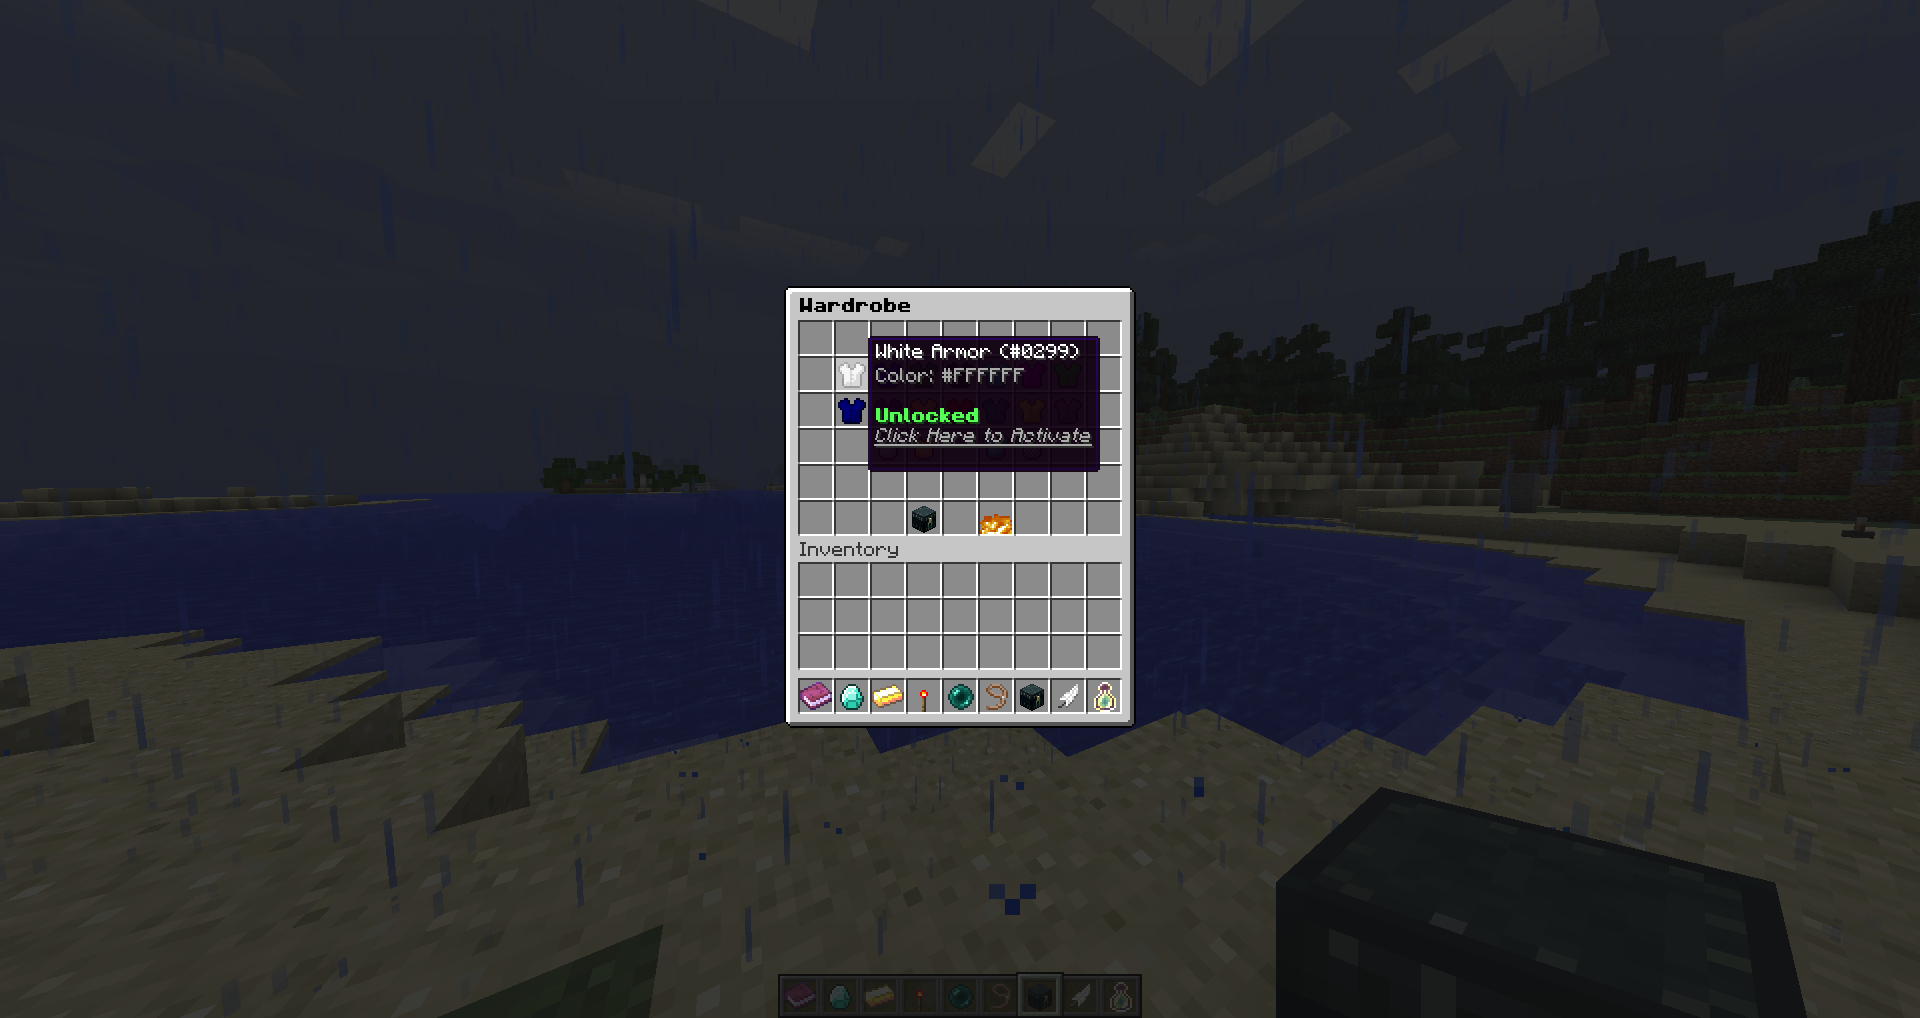 Wardrobe
White Armor (#0299)
Color: #FFFFFF
Unlocked
Click Here to Activate
Inventory